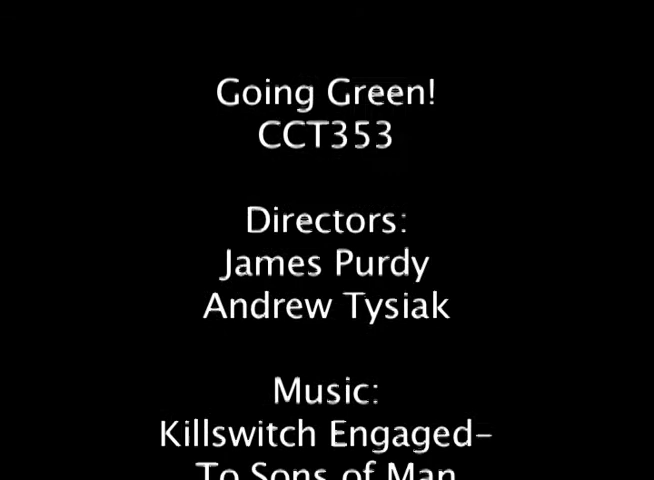 Going Green!
CCT353
Directors:
James Purdy
Andrew Tysiak
Music:
Killswitch Engaged-
To Sons of Man